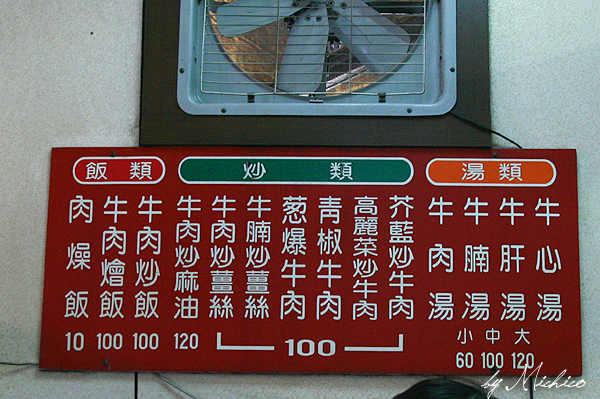 飯類
肉燥飯 10
牛肉燴飯 100
牛肉炒飯 100
炒類
牛肉炒麻油 120
牛肉炒薑絲
牛腩炒薑絲
葱爆牛肉
青椒牛肉
高麗菜炒牛肉
芥藍炒牛肉
100
湯類
牛肉湯
牛腩湯
牛肝湯
牛心湯
小 中 大
60 100 120
by Michico